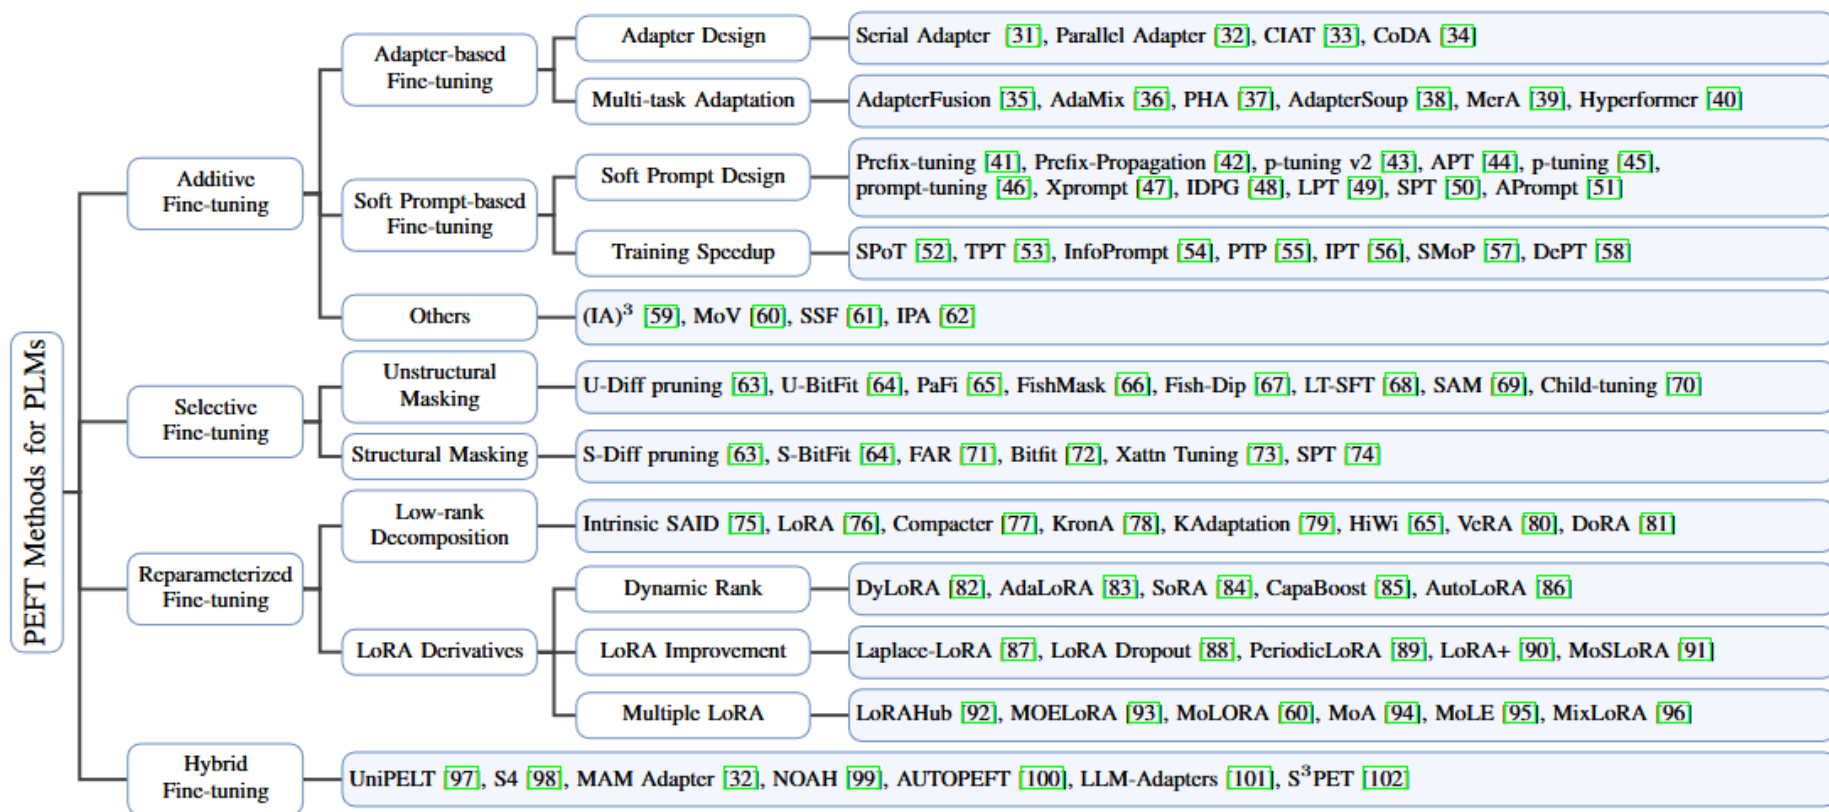 PEFT Methods for PLMs
Additive
Fine-tuning
Adapter-based
Fine-tuning
Adapter Design
Serial Adapter [31], Parallel Adapter [32], CIAT [33], CoDA [34]
Multi-task Adaptation
AdapterFusion [35], AdaMix [36], PHA [37], AdapterSoup [38], MerA [39], Hyperformer [40]
Soft Prompt-based
Fine-tuning
Soft Prompt Design
Prefix-tuning [41], Prefix-Propagation [42], p-tuning v2 [43], APT [44], p-tuning [45],
prompt-tuning [46], Xprompt [47], IDPG [48], LPT [49], SPT [50], APrompt [51]
Training Speedup
SPoT [52], TPT [53], InfoPrompt [54], PTP [55], IPT [56], SMoP [57], DePT [58]
Others
(IA)³ [59], MoV [60], SSF [61], IPA [62]
Selective
Fine-tuning
Unstructural
Masking
U-Diff pruning [63], U-BitFit [64], PaFi [65], FishMask [66], Fish-Dip [67], LT-SFT [68], SAM [69], Child-tuning [70]
Structural Masking
S-Diff pruning [63], S-BitFit [64], FAR [71], Bitfit [72], Xattn Tuning [73], SPT [74]
Reparameterized
Fine-tuning
Low-rank
Decomposition
Intrinsic SAID [75], LoRA [76], Compacter [77], KronA [78], KAdaptation [79], HiWi [65], VeRA [80], DoRA [81]
LoRA Derivatives
Dynamic Rank
DyLoRA [82], AdaLoRA [83], SoRA [84], CapaBoost [85], AutoLoRA [86]
LoRA Improvement
Laplace-LoRA [87], LoRA Dropout [88], PeriodicLoRA [89], LoRA+ [90], MoSLoRA [91]
Multiple LoRA
LoRAHub [92], MOELoRA [93], MoLORA [60], MoA [94], MoLE [95], MixLoRA [96]
Hybrid
Fine-tuning
UniPELT [97], S4 [98], MAM Adapter [32], NOAH [99], AUTOPEFT [100], LLM-Adapters [101], S³PET [102]